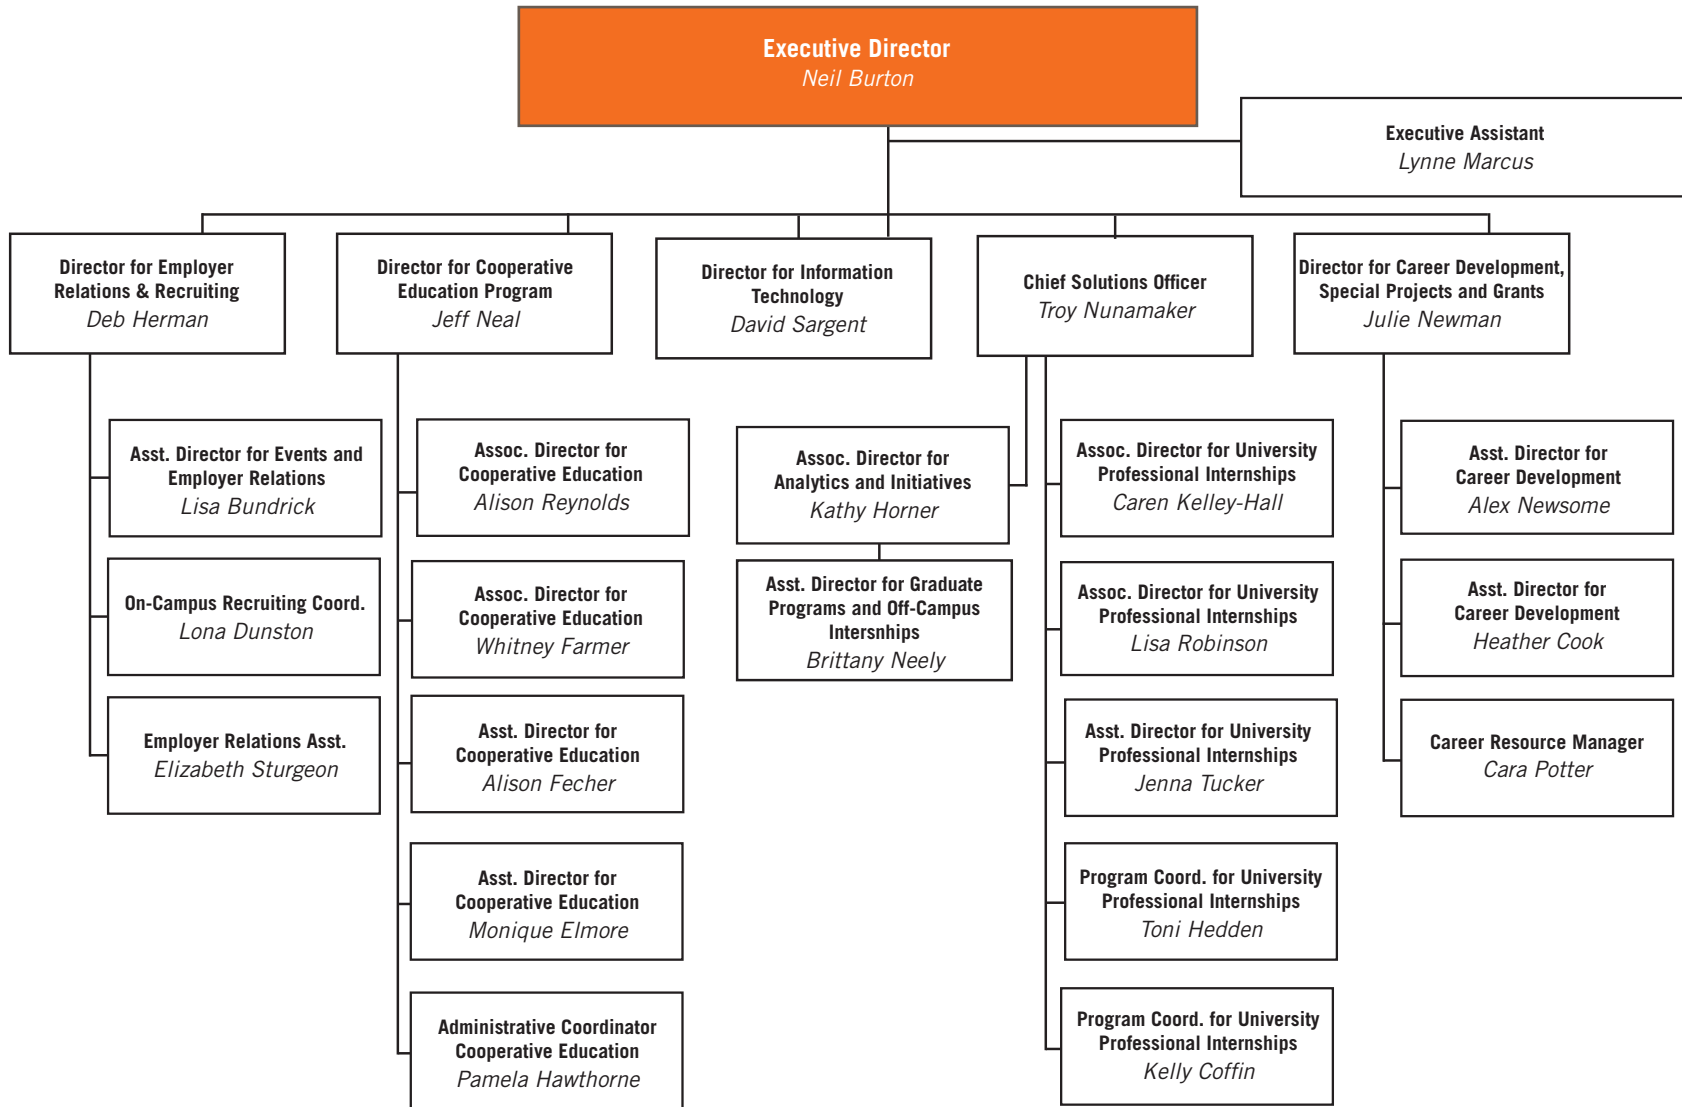 Executive Director
Neil Burton
Executive Assistant
Lynne Marcus
Director for Employer
Relations & Recruiting
Deb Herman
Director for Cooperative
Education Program
Jeff Neal
Director for Information
Technology
David Sargent
Chief Solutions Officer
Troy Nunamaker
Director for Career Development,
Special Projects and Grants
Julie Newman
Asst. Director for Events and
Employer Relations
Lisa Bundrick
On-Campus Recruiting Coord.
Lona Dunston
Employer Relations Asst.
Elizabeth Sturgeon
Assoc. Director for
Cooperative Education
Alison Reynolds
Assoc. Director for
Cooperative Education
Whitney Farmer
Asst. Director for
Cooperative Education
Alison Fecher
Asst. Director for
Cooperative Education
Monique Elmore
Administrative Coordinator
Cooperative Education
Pamela Hawthorne
Assoc. Director for
Analytics and Initiatives
Kathy Horner
Asst. Director for Graduate
Programs and Off-Campus
Internships
Brittany Neely
Assoc. Director for University
Professional Internships
Caren Kelley-Hall
Assoc. Director for University
Professional Internships
Lisa Robinson
Asst. Director for University
Professional Internships
Jenna Tucker
Program Coord. for University
Professional Internships
Toni Hedden
Program Coord. for University
Professional Internships
Kelly Coffin
Asst. Director for
Career Development
Alex Newsome
Asst. Director for
Career Development
Heather Cook
Career Resource Manager
Cara Potter